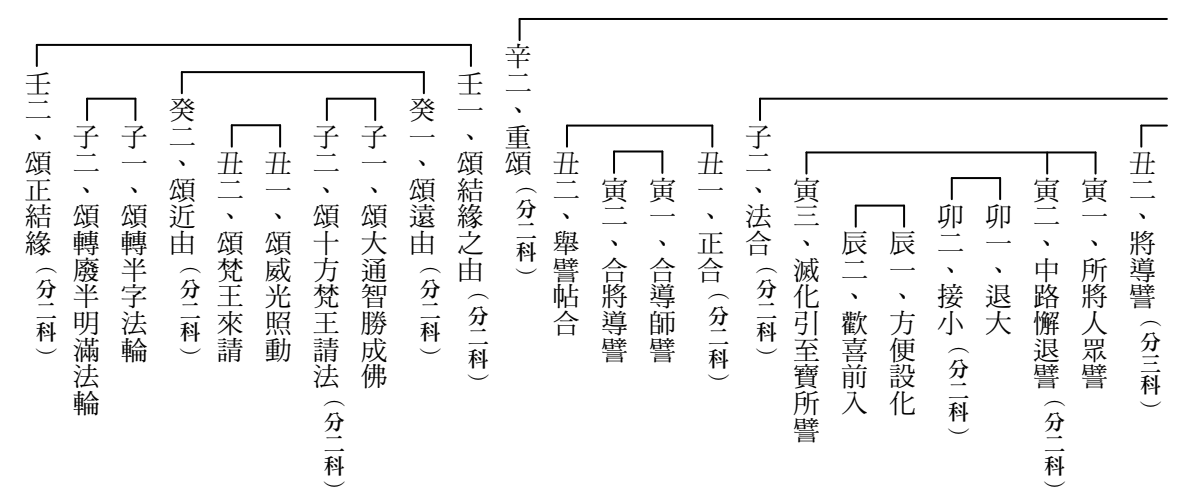 丑二、將導譬（分三科）
寅一、所將人眾譬
寅二、中路懈退譬（分二科）
卯一、退大
卯二、接小（分二科）
辰一、方便設化
辰二、歡喜前入
寅三、滅化引至寶所譬
子二、法合（分二科）
丑一、正合（分二科）
寅一、合導師譬
寅二、合將導譬
丑二、舉譬帖合
辛二、重頌（分二科）
壬一、頌結緣之由（分二科）
癸一、頌遠由（分二科）
子一、頌大通智勝成佛
子二、頌十方梵王請法（分二科）
丑一、頌威光照動
丑二、頌梵王來請
癸二、頌近由（分二科）
子一、頌轉半字法輪
子二、頌轉廢半明滿法輪
壬二、頌正結緣（分二科）